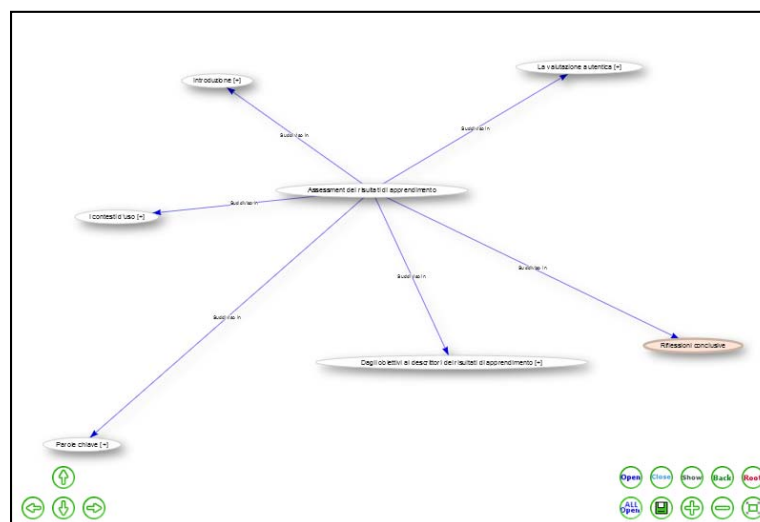 La valutazione autentica [+]
Introduzione [+]
Suddiviso in
Suddiviso in
Assessment dei risultati di apprendimento
Suddiviso in
I contesti d'uso [+]
Suddiviso in
Suddiviso in
Suddiviso in
Riflessioni conclusive
Dagli obiettivi ai descrittori dei risultati di apprendimento [+]
Parole chiave [+]
Open Close Show Back Root
ALL Open